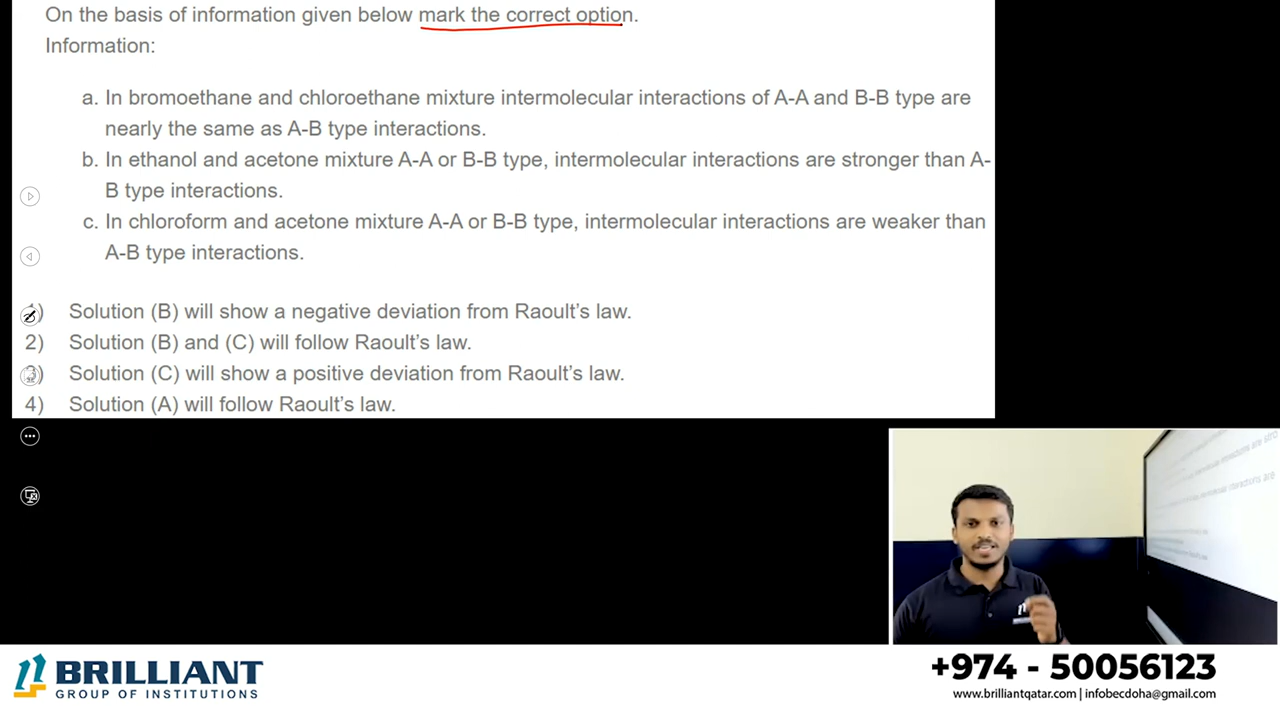 On the basis of information given below mark the correct option.
Information:
a. In bromoethane and chloroethane mixture intermolecular interactions of A-A and B-B type are
nearly the same as A-B type interactions.
b. In ethanol and acetone mixture A-A or B-B type, intermolecular interactions are stronger than A-
B type interactions.
c. In chloroform and acetone mixture A-A or B-B type, intermolecular interactions are weaker than
A-B type interactions.
1) Solution (B) will show a negative deviation from Raoult’s law.
2) Solution (B) and (C) will follow Raoult’s law.
3) Solution (C) will show a positive deviation from Raoult’s law.
4) Solution (A) will follow Raoult’s law.
BRILLIANT
GROUP OF INSTITUTIONS
+974 - 50056123
www.brilliantqatar.com | infobecdoha@gmail.com